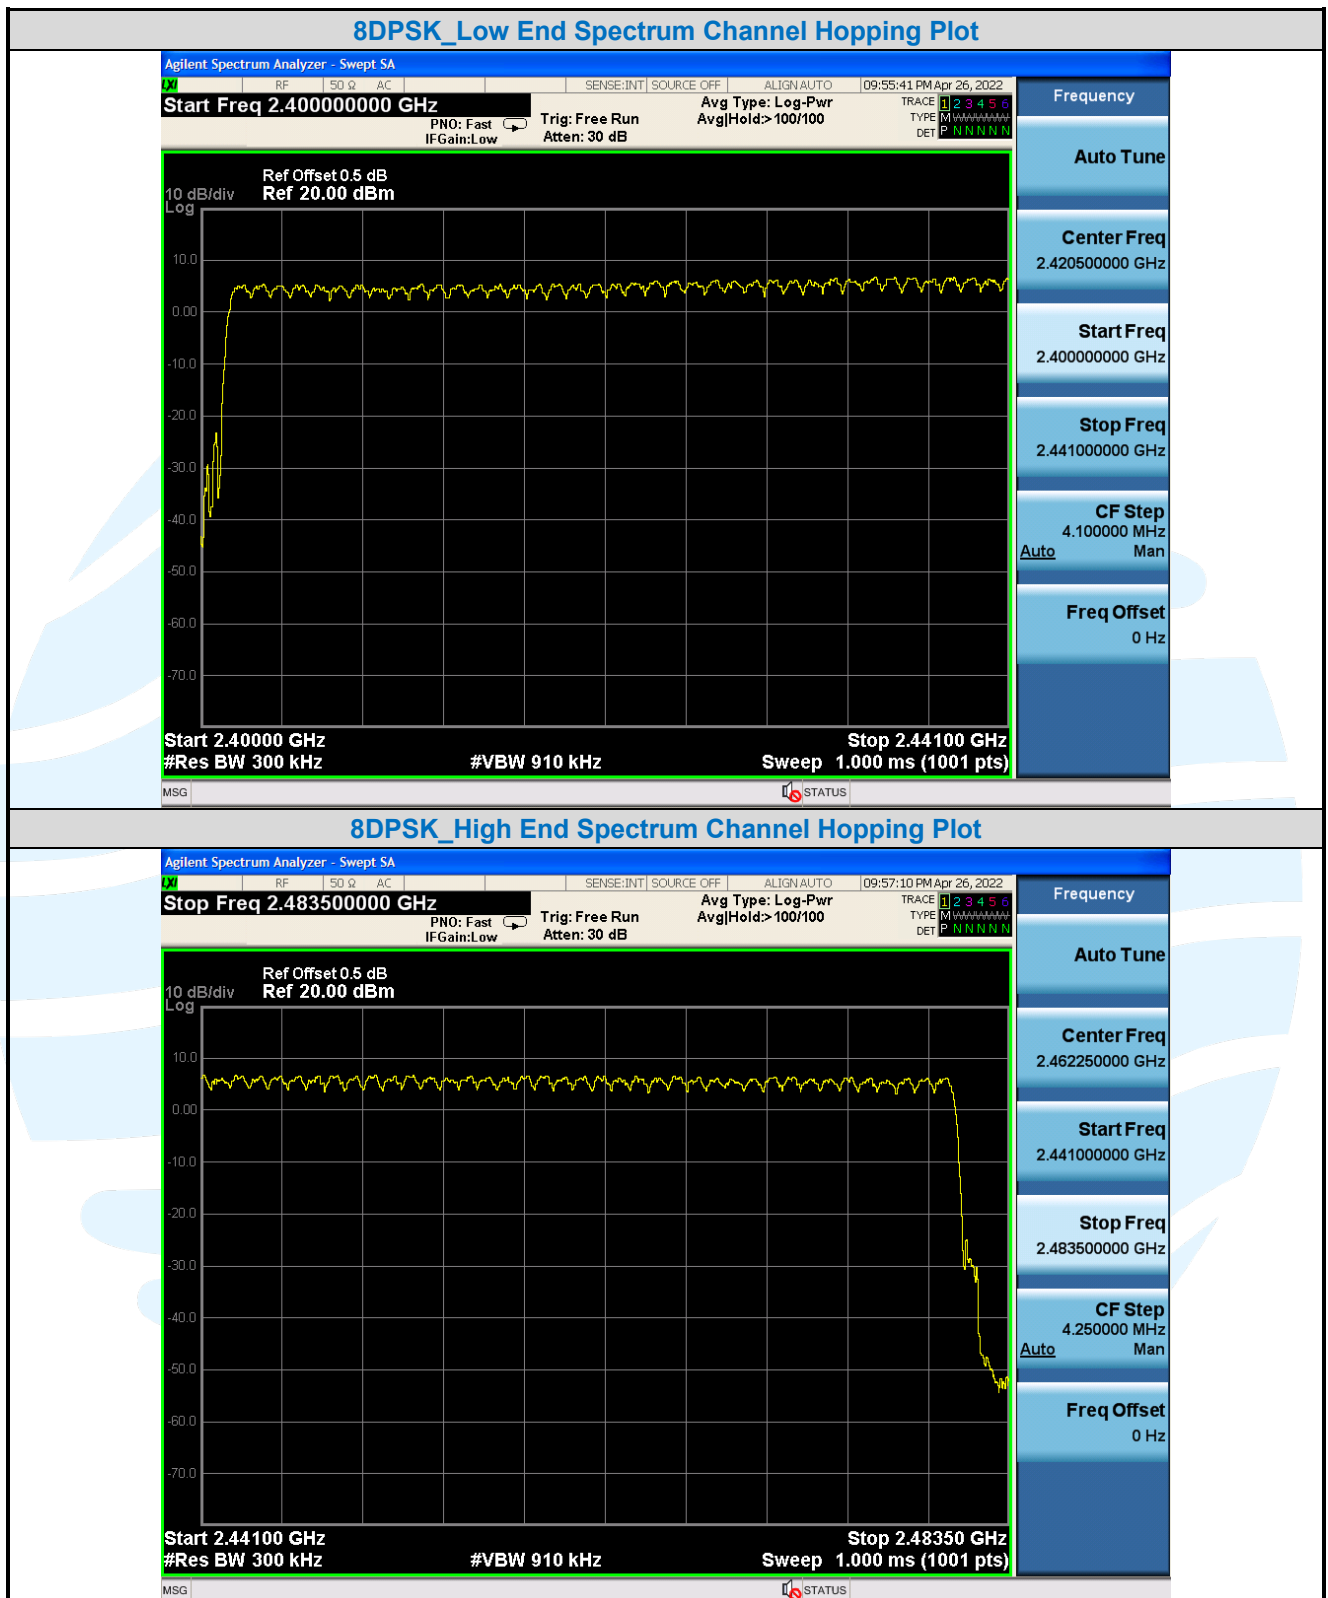 8DPSK_Low End Spectrum Channel Hopping Plot
Agilent Spectrum Analyzer - Swept SA
LXI RF 50 Ω AC SENSE:INT SOURCE OFF ALIGN AUTO 09:55:41 PM Apr 26, 2022
Start Freq 2.400000000 GHz
Avg Type: Log-Pwr
TRACE 1 2 3 4 5 6
PNO: Fast Trig: Free Run Avg|Hold:>100/100
TYPE M
IFGain:Low Atten: 30 dB
DET P N N N N N
Ref Offset 0.5 dB
10 dB/div Ref 20.00 dBm
Log
10.0
0.00
-10.0
-20.0
-30.0
-40.0
-50.0
-60.0
-70.0
Start 2.40000 GHz Stop 2.44100 GHz
#Res BW 300 kHz #VBW 910 kHz Sweep 1.000 ms (1001 pts)
MSG STATUS
Frequency
Auto Tune
Center Freq
2.420500000 GHz
Start Freq
2.400000000 GHz
Stop Freq
2.441000000 GHz
CF Step
4.100000 MHz
Auto Man
Freq Offset
0 Hz
8DPSK_High End Spectrum Channel Hopping Plot
Agilent Spectrum Analyzer - Swept SA
LXI RF 50 Ω AC SENSE:INT SOURCE OFF ALIGN AUTO 09:57:10 PM Apr 26, 2022
Stop Freq 2.483500000 GHz
Avg Type: Log-Pwr
TRACE 1 2 3 4 5 6
PNO: Fast Trig: Free Run Avg|Hold:>100/100
TYPE M
IFGain:Low Atten: 30 dB
DET P N N N N N
Ref Offset 0.5 dB
10 dB/div Ref 20.00 dBm
Log
10.0
0.00
-10.0
-20.0
-30.0
-40.0
-50.0
-60.0
-70.0
Start 2.44100 GHz Stop 2.48350 GHz
#Res BW 300 kHz #VBW 910 kHz Sweep 1.000 ms (1001 pts)
MSG STATUS
Frequency
Auto Tune
Center Freq
2.462250000 GHz
Start Freq
2.441000000 GHz
Stop Freq
2.483500000 GHz
CF Step
4.250000 MHz
Auto Man
Freq Offset
0 Hz